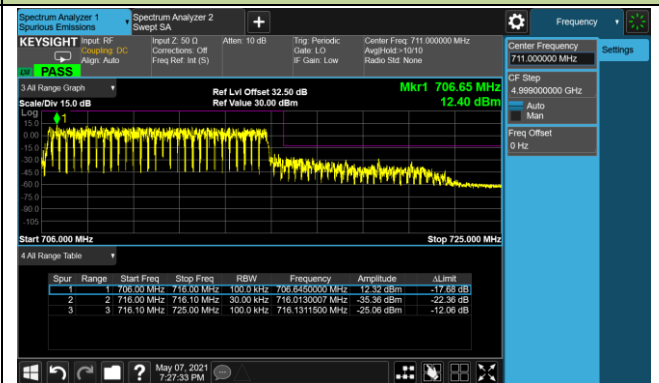 Spectrum Analyzer 1
Spurious Emissions
Spectrum Analyzer 2
Swept SA
Frequency
KEYSIGHT
Input: RF
Coupling: DC
Align: Auto
Input Z: 50 Ω
Corrections: Off
Freq Ref: Int (S)
Atten: 10 dB
Trig: Periodic
Gate: LO
IF Gain: Low
Center Freq: 711.000000 MHz
Avg|Hold:>10/10
Radio Std: None
PASS
Center Frequency
711.000000 MHz
Settings
CF Step
4.999000000 GHz
Auto
Man
Freq Offset
0 Hz
3 All Range Graph
Scale/Div 15.0 dB
Ref Lvl Offset 32.50 dB
Ref Value 30.00 dBm
Mkr1 706.65 MHz
12.40 dBm
Log
1
15.0
0.00
-15.0
-30.0
-45.0
-60.0
-75.0
-90.0
-105
Start 706.000 MHz
Stop 725.000 MHz
4 All Range Table
Spur Range Start Freq Stop Freq RBW Frequency Amplitude ΔLimit
1 1 706.00 MHz 716.00 MHz 100.0 kHz 706.6450000 MHz 12.32 dBm -17.68 dB
2 2 716.00 MHz 716.10 MHz 30.00 kHz 716.0130007 MHz -35.36 dBm -22.36 dB
3 3 716.10 MHz 725.00 MHz 100.0 kHz 716.1311500 MHz -25.06 dBm -12.06 dB
May 07, 2021
7:27:33 PM